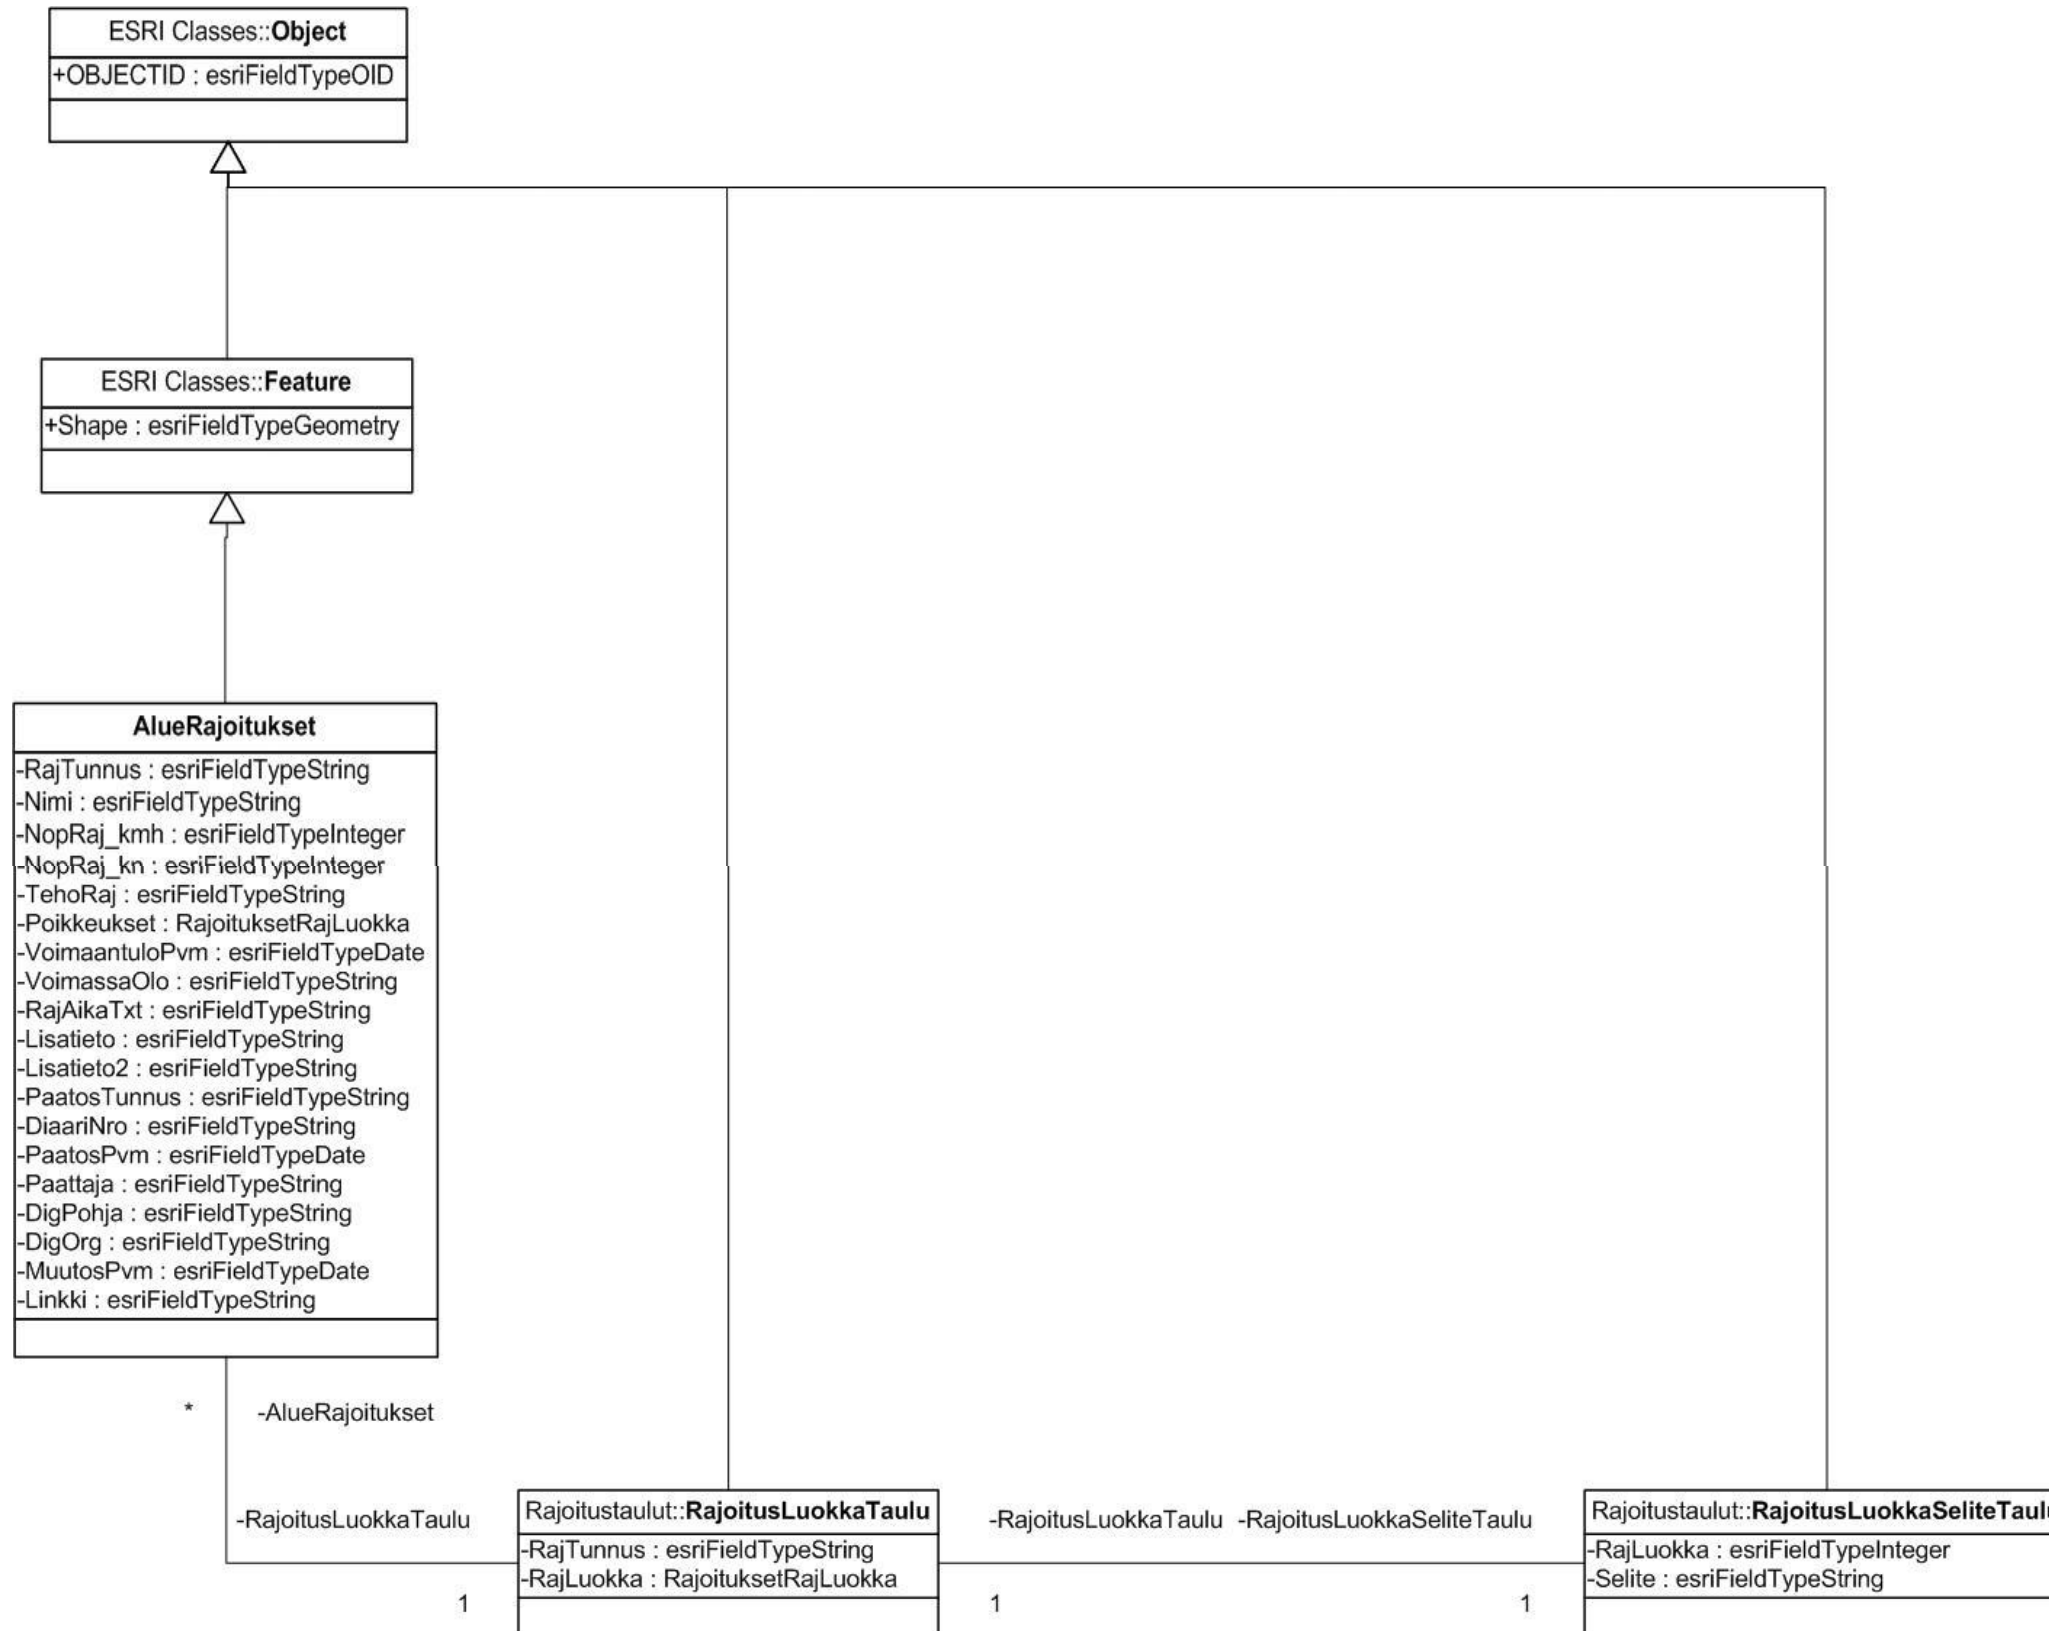 ESRI Classes::Object
+OBJECTID : esriFieldTypeOID
ESRI Classes::Feature
+Shape : esriFieldTypeGeometry
AlueRajoitukset
-RajTunnus : esriFieldTypeString
-Nimi : esriFieldTypeString
-NopRaj_kmh : esriFieldTypeInteger
-NopRaj_kn : esriFieldTypeInteger
-TehoRaj : esriFieldTypeString
-Poikkeukset : RajoituksetRajLuokka
-VoimaantuloPvm : esriFieldTypeDate
-VoimassaOlo : esriFieldTypeString
-RajAikaTxt : esriFieldTypeString
-Lisatieto : esriFieldTypeString
-Lisatieto2 : esriFieldTypeString
-PaatosTunnus : esriFieldTypeString
-DiaariNro : esriFieldTypeString
-PaatosPvm : esriFieldTypeDate
-Paattaja : esriFieldTypeString
-DigPohja : esriFieldTypeString
-DigOrg : esriFieldTypeString
-MuutosPvm : esriFieldTypeDate
-Linkki : esriFieldTypeString
* -AlueRajoitukset
-RajoitusLuokkaTaulu
1
Rajoitustaulut::RajoitusLuokkaTaulu
-RajTunnus : esriFieldTypeString
-RajLuokka : RajoituksetRajLuokka
-RajoitusLuokkaTaulu -RajoitusLuokkaSeliteTaulu
1 1
Rajoitustaulut::RajoitusLuokkaSeliteTaulu
-RajLuokka : esriFieldTypeInteger
-Selite : esriFieldTypeString